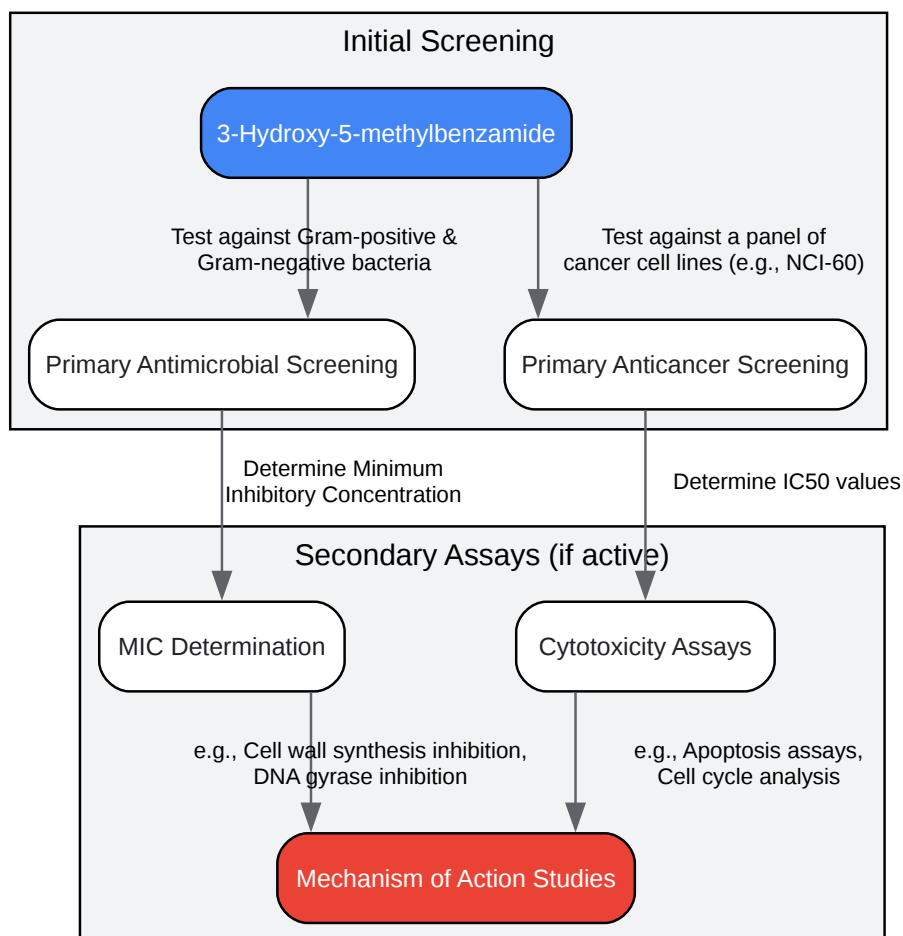 Initial Screening
3-Hydroxy-5-methylbenzamide
Test against Gram-positive &
Gram-negative bacteria
Test against a panel of
cancer cell lines (e.g., NCI-60)
Primary Antimicrobial Screening
Primary Anticancer Screening
Determine Minimum
Inhibitory Concentration
Determine IC50 values
Secondary Assays (if active)
MIC Determination
Cytotoxicity Assays
e.g., Cell wall synthesis inhibition,
DNA gyrase inhibition
e.g., Apoptosis assays,
Cell cycle analysis
Mechanism of Action Studies